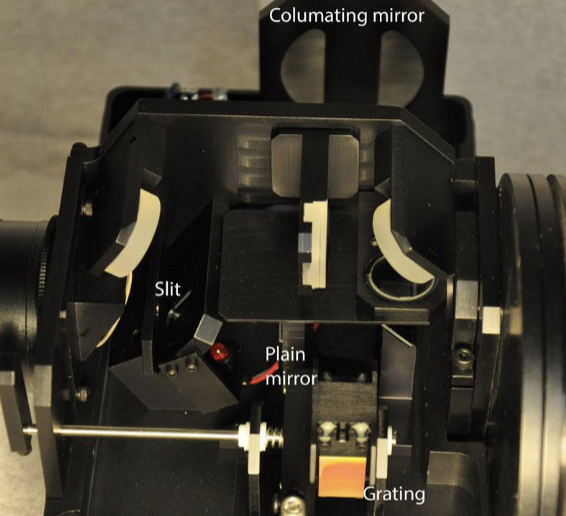 Columating mirror
Slit
Plain
mirror
Grating